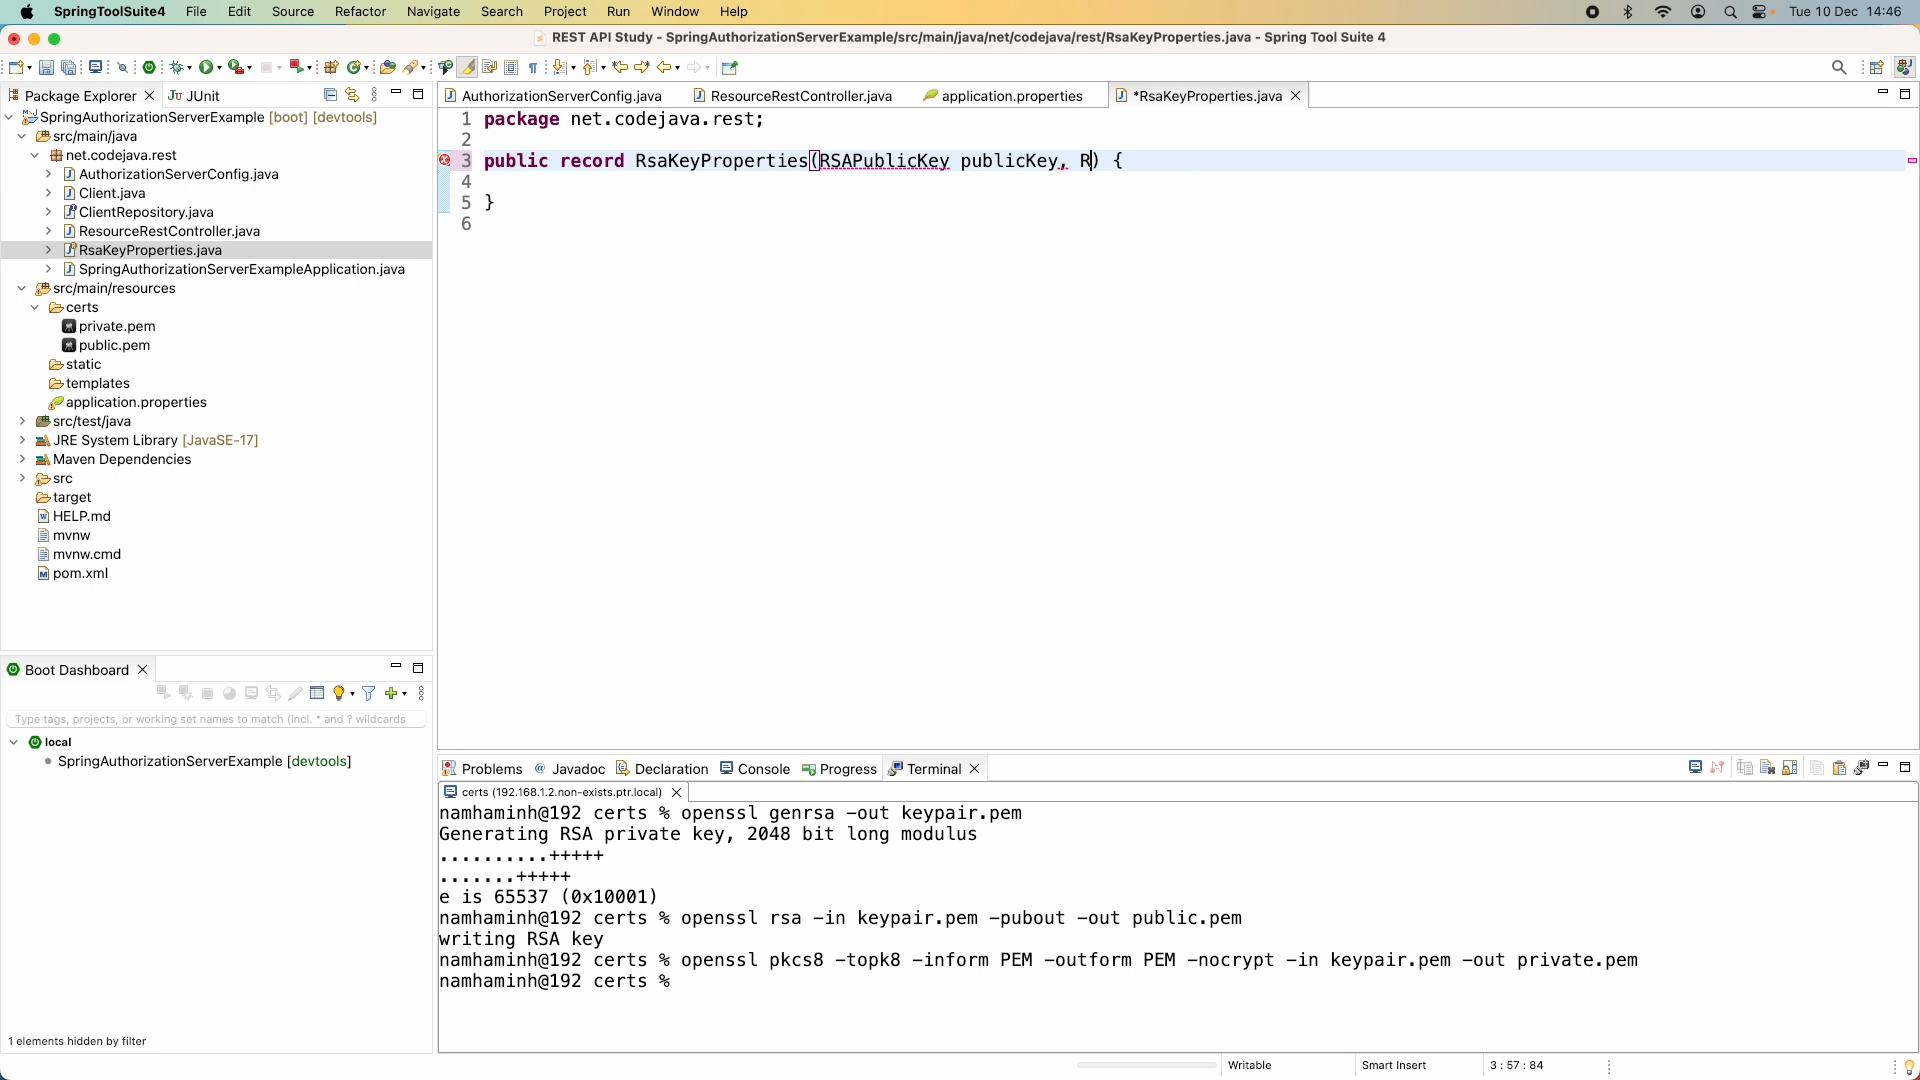 SpringToolSuite4 File Edit Source Refactor Navigate Search Project Run Window Help Tue 10 Dec 14:46
REST API Study - SpringAuthorizationServerExample/src/main/java/net/codejava/rest/RsaKeyProperties.java - Spring Tool Suite 4
Package Explorer JUnit
SpringAuthorizationServerExample [boot] [devtools]
src/main/java
net.codejava.rest
AuthorizationServerConfig.java
Client.java
ClientRepository.java
ResourceRestController.java
RsaKeyProperties.java
SpringAuthorizationServerExampleApplication.java
src/main/resources
certs
private.pem
public.pem
static
templates
application.properties
src/test/java
JRE System Library [JavaSE-17]
Maven Dependencies
src
target
HELP.md
mvnw
mvnw.cmd
pom.xml
Boot Dashboard
Type tags, projects, or working set names to match (incl. * and ? wildcards
local
SpringAuthorizationServerExample [devtools]
1 elements hidden by filter
AuthorizationServerConfig.java ResourceRestController.java application.properties *RsaKeyProperties.java
1 package net.codejava.rest;
2
3 public record RsaKeyProperties(RSAPublicKey publicKey, R) {
4
5 }
6
Problems Javadoc Declaration Console Progress Terminal
certs (192.168.1.2.non-exists.ptr.local)
namhaminh@192 certs % openssl genrsa -out keypair.pem
Generating RSA private key, 2048 bit long modulus
..........+++++
.......+++++
e is 65537 (0x10001)
namhaminh@192 certs % openssl rsa -in keypair.pem -pubout -out public.pem
writing RSA key
namhaminh@192 certs % openssl pkcs8 -topk8 -inform PEM -outform PEM -nocrypt -in keypair.pem -out private.pem
namhaminh@192 certs %
Writable Smart Insert 3 : 57 : 84